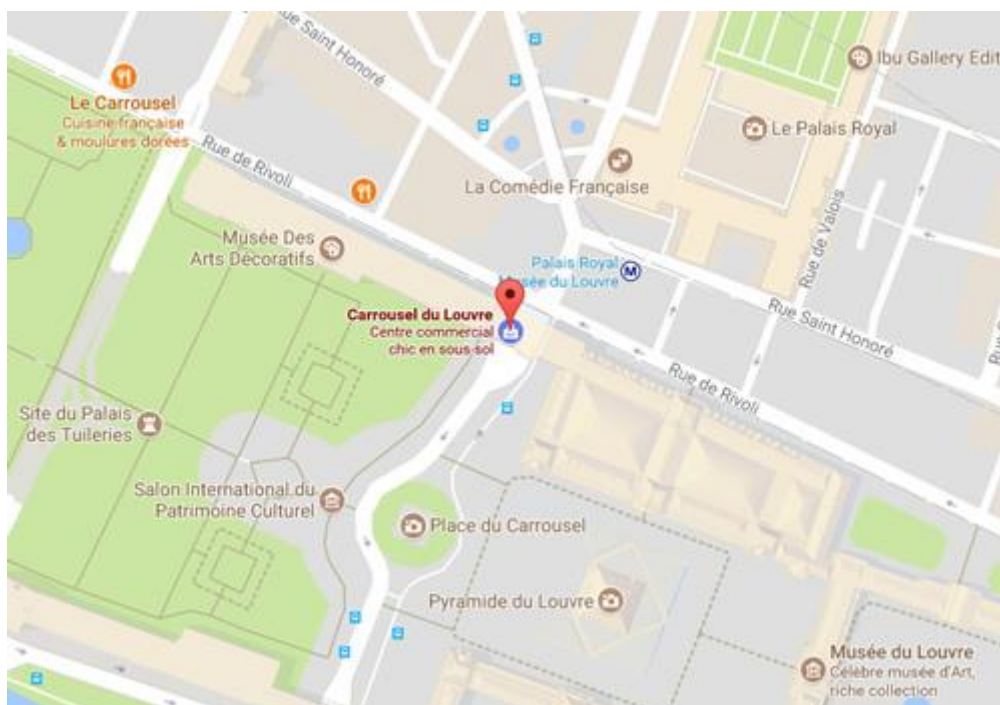 Rue Saint Honoré
Ibu Gallery Edit
Le Carrousel
Cuisine française
& moulures dorées
Le Palais Royal
Rue de Rivoli
La Comédie Française
Musée Des
Arts Décoratifs
Rue de Valois
Palais Royal
Musée du Louvre
M
Carrousel du Louvre
Centre commercial
chic en sous-sol
Rue Saint Honoré
Rue
Rue de Rivoli
Site du Palais
des Tuileries
Salon International du
Patrimoine Culturel
Place du Carrousel
Pyramide du Louvre
Musée du Louvre
Célèbre musée d'Art,
riche collection